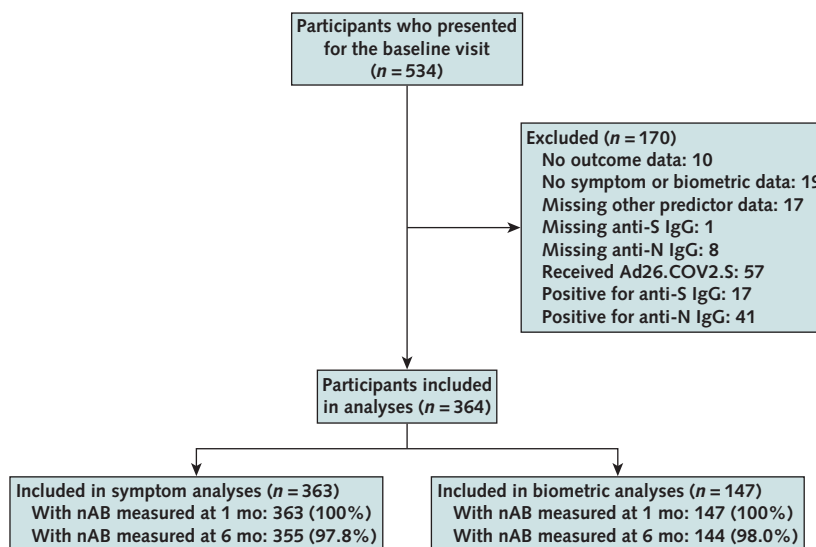 Participants who presented
for the baseline visit
(n = 534)
Excluded (n = 170)
No outcome data: 10
No symptom or biometric data: 19
Missing other predictor data: 17
Missing anti-S IgG: 1
Missing anti-N IgG: 8
Received Ad26.COV2.S: 57
Positive for anti-S IgG: 17
Positive for anti-N IgG: 41
Participants included
in analyses (n = 364)
Included in symptom analyses (n = 363)
With nAB measured at 1 mo: 363 (100%)
With nAB measured at 6 mo: 355 (97.8%)
Included in biometric analyses (n = 147)
With nAB measured at 1 mo: 147 (100%)
With nAB measured at 6 mo: 144 (98.0%)